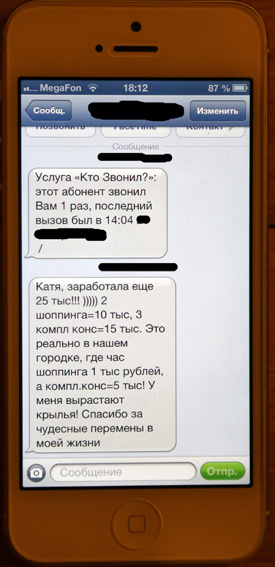 MegaFon 18:12 87 %
Сообщ. Изменить
Позвонить FaceTime Контакт
Сообщение
Услуга «Кто Звонил?»:
этот абонент звонил
Вам 1 раз, последний
вызов был в 14:04
/
Катя, заработала еще
25 тыс!!! ))))) 2
шоппинга=10 тыс, 3
компл конс=15 тыс. Это
реально в нашем
городке, где час
шоппинга 1 тыс рублей,
а компл.конс=5 тыс! У
меня вырастают
крылья! Спасибо за
чудесные перемены в
моей жизни
Сообщение Отпр.